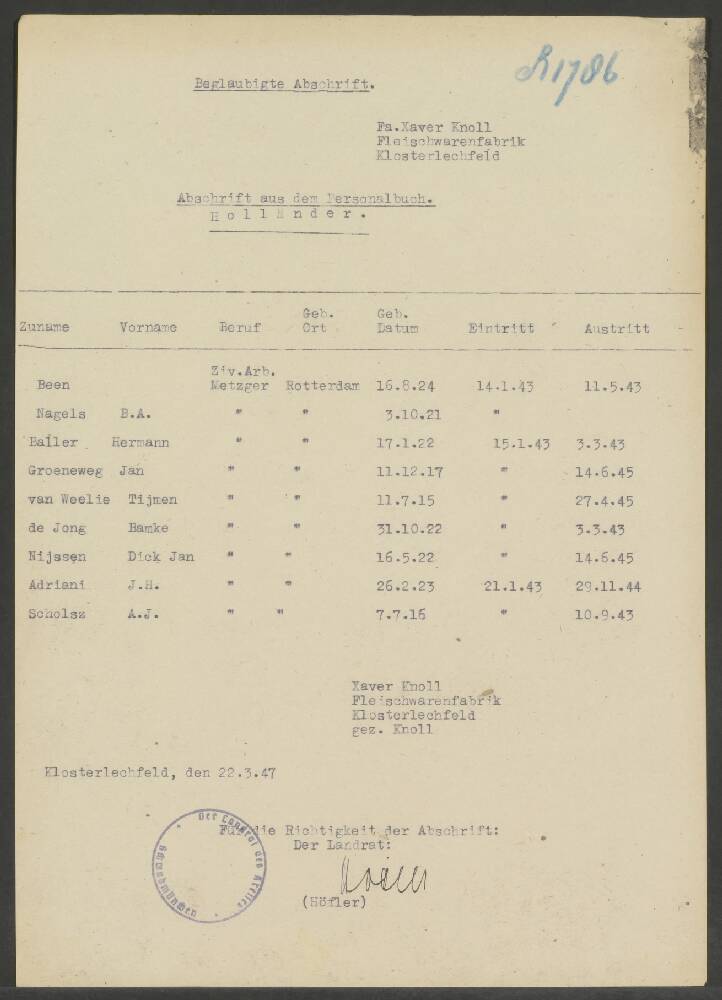 R1786
Beglaubigte Abschrift.
Fa.Xaver Knoll
Fleischwarenfabrik
Klosterlechfeld
Abschrift aus dem Personalbuch.
Holländer.
Zuname Vorname Beruf Geb. Ort Geb. Datum Eintritt Austritt
Been Ziv.Arb. Metzger Rotterdam 16.8.24 14.1.43 11.5.43
Nagels B.A. " " 3.10.21 "
Bailer Hermann " " 17.1.22 15.1.43 3.3.43
Groeneweg Jan " " 11.12.17 " 14.6.45
van Weelie Tijmen " " 11.7.15 " 27.4.45
de Jong Hamke " " 31.10.22 " 3.3.43
Nijssen Dick Jan " " 16.5.22 " 14.6.45
Adriani J.H. " " 26.2.23 21.1.43 29.11.44
Scholsz A.J. " " 7.7.16 " 10.9.43
Xaver Knoll
Fleischwarenfabrik
Klosterlechfeld
gez. Knoll
Klosterlechfeld, den 22.3.47
Für die Richtigkeit der Abschrift:
Der Landrat:
(Höfler)
Der Landrat des Kreises
Schwabmünchen